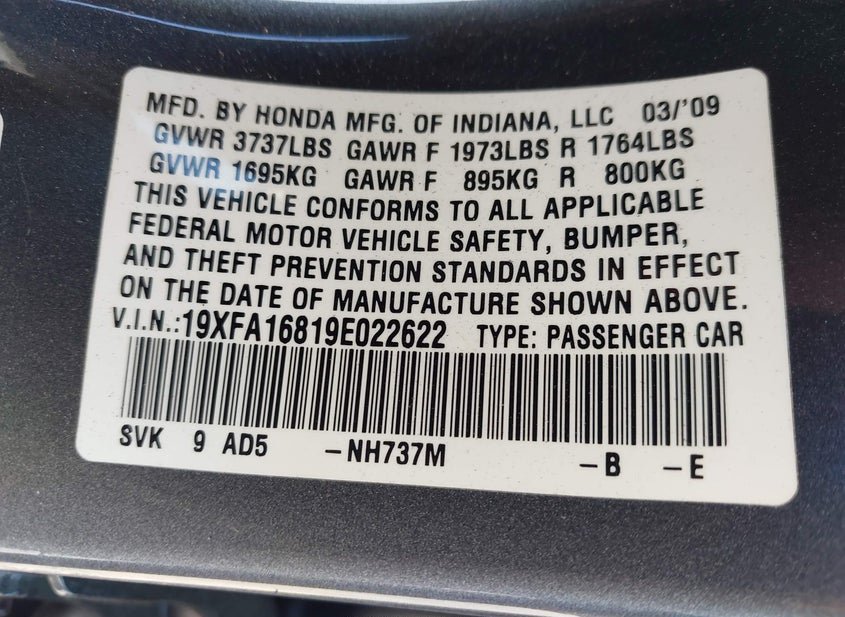 MFD. BY HONDA MFG. OF INDIANA, LLC 03/'09
GVWR 3737LBS GAWR F 1973LBS R 1764LBS
GVWR 1695KG GAWR F 895KG R 800KG
THIS VEHICLE CONFORMS TO ALL APPLICABLE
FEDERAL MOTOR VEHICLE SAFETY, BUMPER,
AND THEFT PREVENTION STANDARDS IN EFFECT
ON THE DATE OF MANUFACTURE SHOWN ABOVE.
V.I.N.:19XFA16819E022622 TYPE: PASSENGER CAR
SVK 9 AD5 -NH737M -B -E